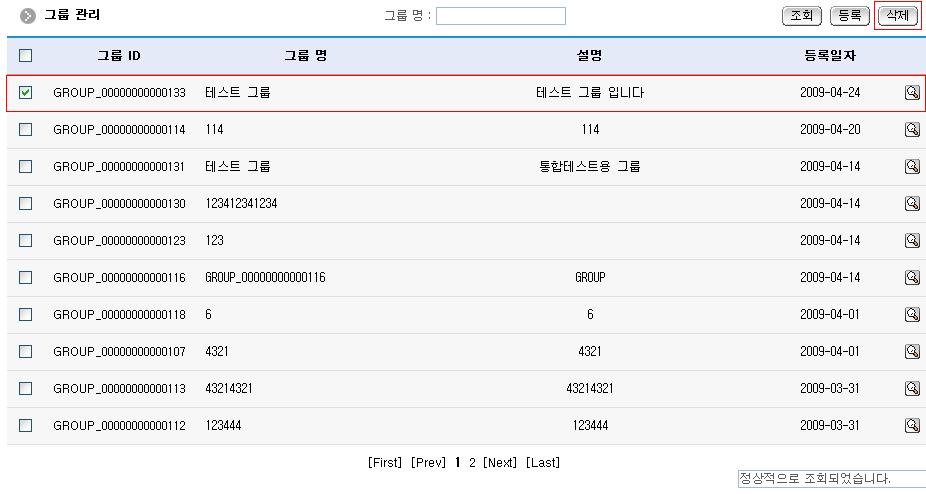 그룹 관리 그룹 명 : 조회 등록 삭제
그룹 ID 그룹 명 설명 등록일자
GROUP_00000000000133 테스트 그룹 테스트 그룹 입니다 2009-04-24
GROUP_00000000000114 114 114 2009-04-20
GROUP_00000000000131 테스트 그룹 통합테스트용 그룹 2009-04-14
GROUP_00000000000130 123412341234 2009-04-14
GROUP_00000000000123 123 2009-04-14
GROUP_00000000000116 GROUP_00000000000116 GROUP 2009-04-14
GROUP_00000000000118 6 6 2009-04-01
GROUP_00000000000107 4321 4321 2009-04-01
GROUP_00000000000113 43214321 43214321 2009-03-31
GROUP_00000000000112 123444 123444 2009-03-31
[First] [Prev] 1 2 [Next] [Last]
정상적으로 조회되었습니다.